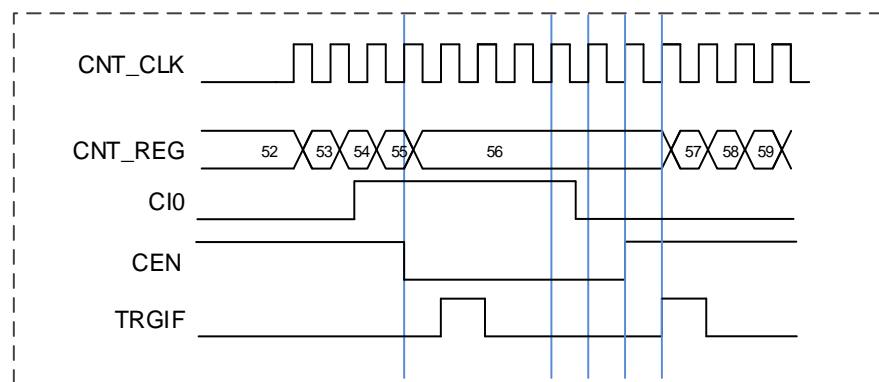 CNT_CLK
CNT_REG 52 53 54 55 56 57 58 59
CI0
CEN
TRGIF